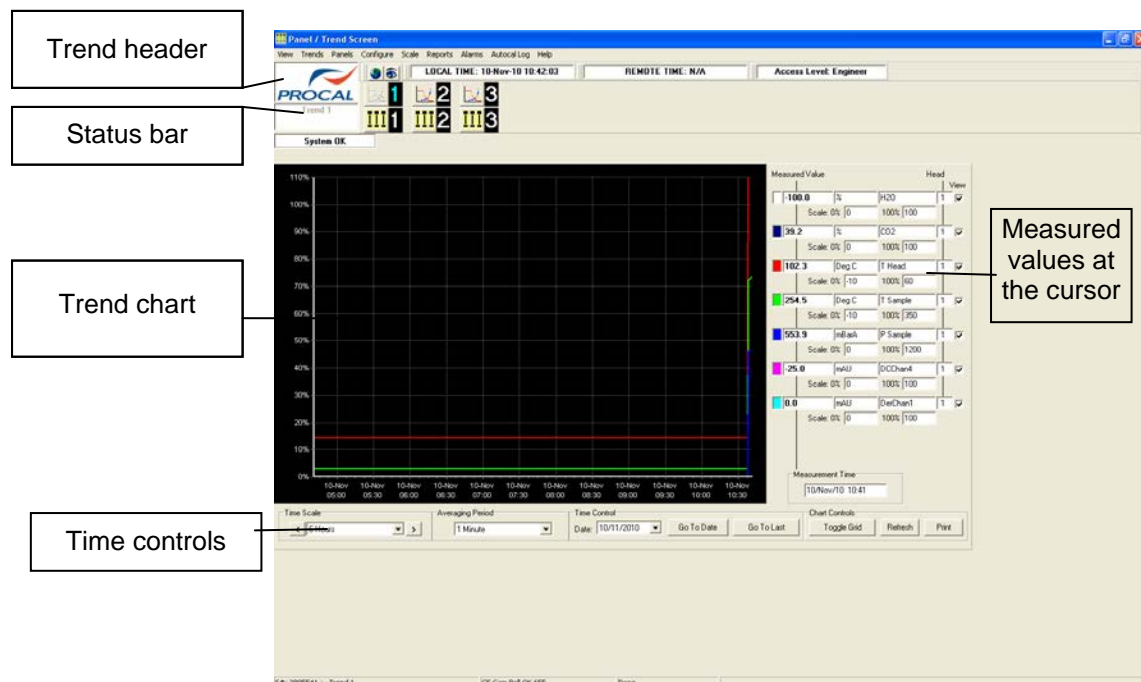 Trend header
Status bar
Trend chart
Time controls
Measured
values at
the cursor
Panel / Trend Screen
View Trends Panels Configure Scale Reports Alarms Autocal Log Help
LOCAL TIME: 10-Nov-10 10:42:03
REMOTE TIME: N/A
Access Level: Engineer
PROCAL
Trend 1
1 2 3
1 2 3
System OK
110%
100%
90%
80%
70%
60%
50%
40%
30%
20%
10%
0%
10-Nov 10-Nov 10-Nov 10-Nov 10-Nov 10-Nov 10-Nov 10-Nov 10-Nov 10-Nov 10-Nov 10-Nov
05:00 05:30 06:00 06:30 07:00 07:30 08:00 08:30 09:00 09:30 10:00 10:30
Measured Value Head
View
-100.0 % H2O 1
Scale: 0% 0 100% 100
39.2 % CO2 1
Scale: 0% 0 100% 100
102.3 Deg C T Head 1
Scale: 0% -10 100% 60
254.5 Deg C T Sample 1
Scale: 0% -10 100% 350
553.9 mBarA P Sample 1
Scale: 0% 0 100% 1200
-25.0 mAU DCChan4 1
Scale: 0% 0 100% 100
0.0 mAU DerChan1 1
Scale: 0% 0 100% 100
Measurement Time
10/Nov/10 10:41
Time Scale Averaging Period Time Control Chart Controls
< Hours > 1 Minute Date: 10/11/2010 Go To Date Go To Last Toggle Grid Refresh Print